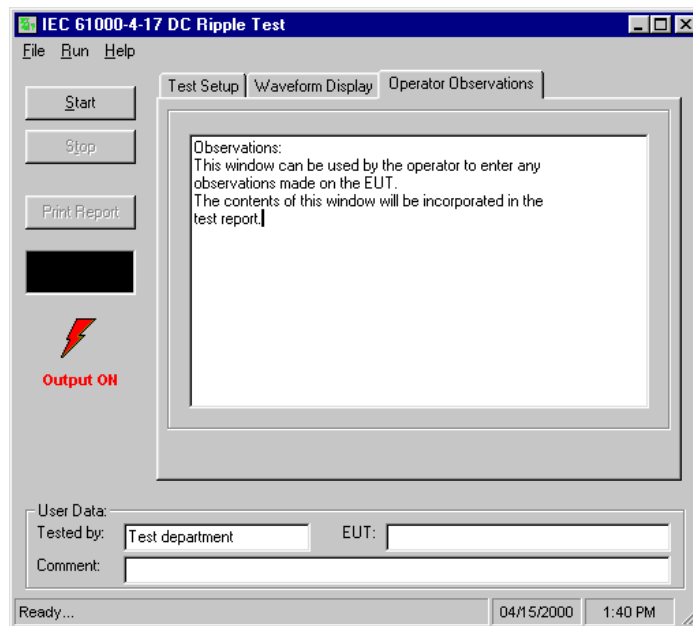 IEC 61000-4-17 DC Ripple Test
File Run Help
Start
Stop
Print Report
Output ON
Test Setup Waveform Display Operator Observations
Observations:
This window can be used by the operator to enter any
observations made on the EUT.
The contents of this window will be incorporated in the
test report.
User Data:
Tested by: Test department EUT:
Comment:
Ready... 04/15/2000 1:40 PM